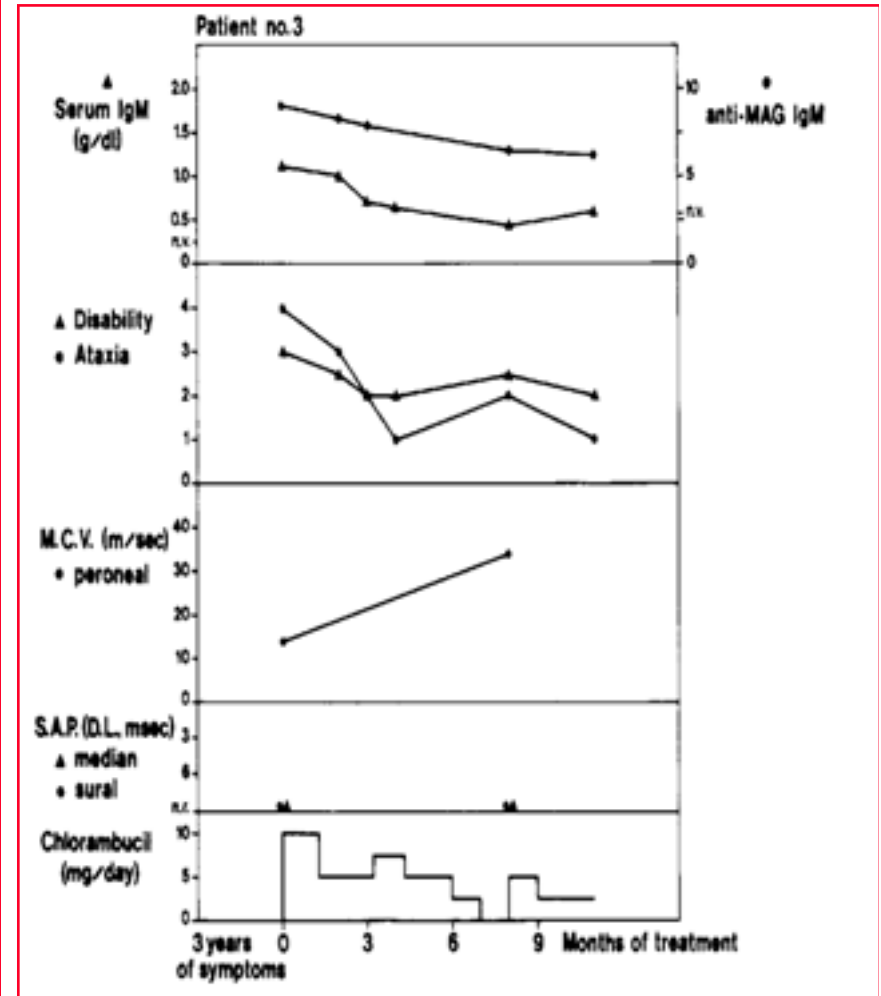 Patient no.3
▲
Serum IgM
(g/dl)
2.0
1.5
1.0
0.5
n.v.
0
●
anti-MAG IgM
10
5
n.v.
0
▲ Disability
● Ataxia
4
3
2
1
0
M.C.V. (m/sec)
● peroneal
40
30
20
10
0
S.A.P. (D.L., msec)
▲ median
● sural
3
6
n.r.
Chlorambucil
(mg/day)
10
5
0
3 years
of symptoms
0 3 6 9 Months of treatment